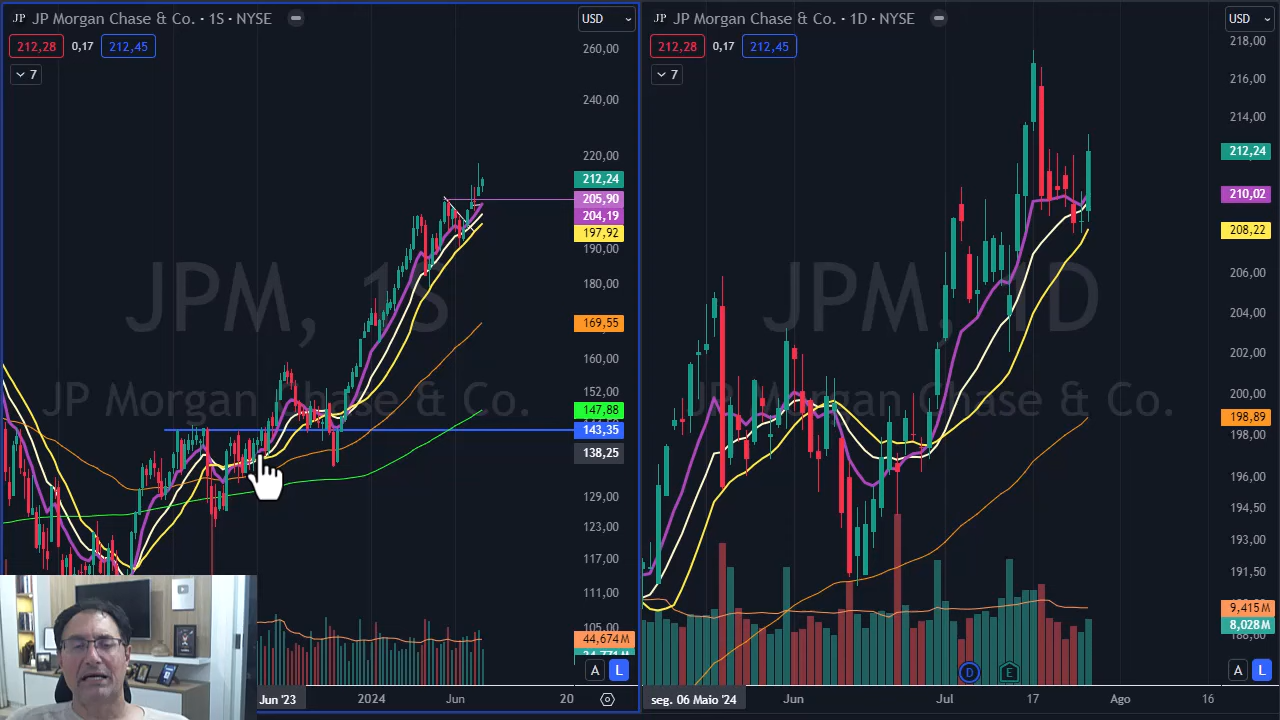 JP JP Morgan Chase & Co. · 1S · NYSE
212,28 0,17 212,45
7
USD
260,00
240,00
220,00
212,24
205,90
204,19
197,92
190,00
180,00
169,55
160,00
152,00
147,88
143,35
138,25
129,00
123,00
117,00
111,00
105,00
44,674M
A L
JPM, 1S
JP Morgan Chase & Co.
Jun '23 2024 Jun 20
JP JP Morgan Chase & Co. · 1D · NYSE
212,28 0,17 212,45
7
USD
218,00
216,00
214,00
212,24
210,02
208,22
206,00
204,00
202,00
200,00
198,89
198,00
196,00
194,50
193,00
191,50
9,415M
8,028M
A L
JPM, 1D
JP Morgan Chase & Co.
D E
seg. 06 Maio '24 Jun Jul 17 Ago 16